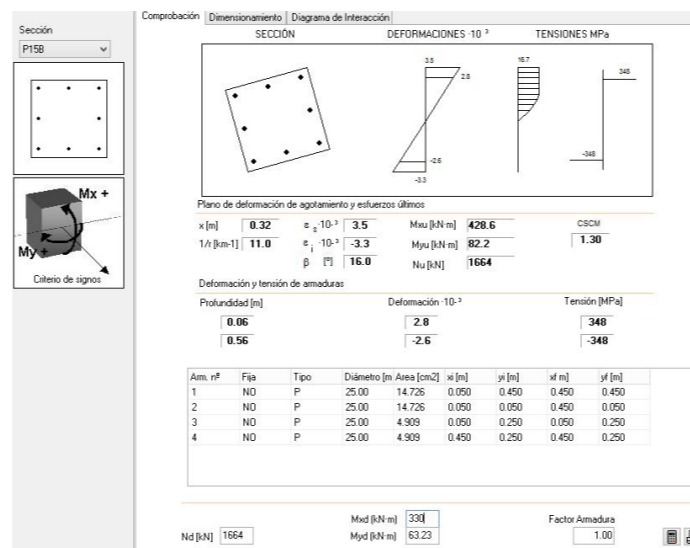 Comprobación Dimensionamiento Diagrama de Interacción
Sección
P15B
SECCIÓN DEFORMACIONES ·10 ³ TENSIONES MPa
3.5
2.8
-2.6
-3.3
16.7
348
-348
Mx +
My +
Criterio de signos
Plano de deformación de agotamiento y esfuerzos últimos
x [m] 0.32 ε s ·10-³ 3.5 Mxu [kN·m] 428.6 CSCM
1/r [km-1] 11.0 ε i ·10-³ -3.3 Myu [kN·m] 82.2 1.30
β [º] 16.0 Nu [kN] 1664
Deformación y tensión de armaduras
Profundidad [m] Deformación ·10-³ Tensión [MPa]
0.06 2.8 348
0.56 -2.6 -348
Arm. nº Fija Tipo Diámetro [m Area [cm2] xi [m] yi [m] xf m] yf [m]
1 NO P 25.00 14.726 0.050 0.450 0.450 0.450
2 NO P 25.00 14.726 0.050 0.050 0.450 0.050
3 NO P 25.00 4.909 0.050 0.250 0.050 0.250
4 NO P 25.00 4.909 0.450 0.250 0.450 0.250
Mxd [kN·m] 330 Factor Armadura
Nd [kN] 1664 Myd [kN·m] 63.23 1.00